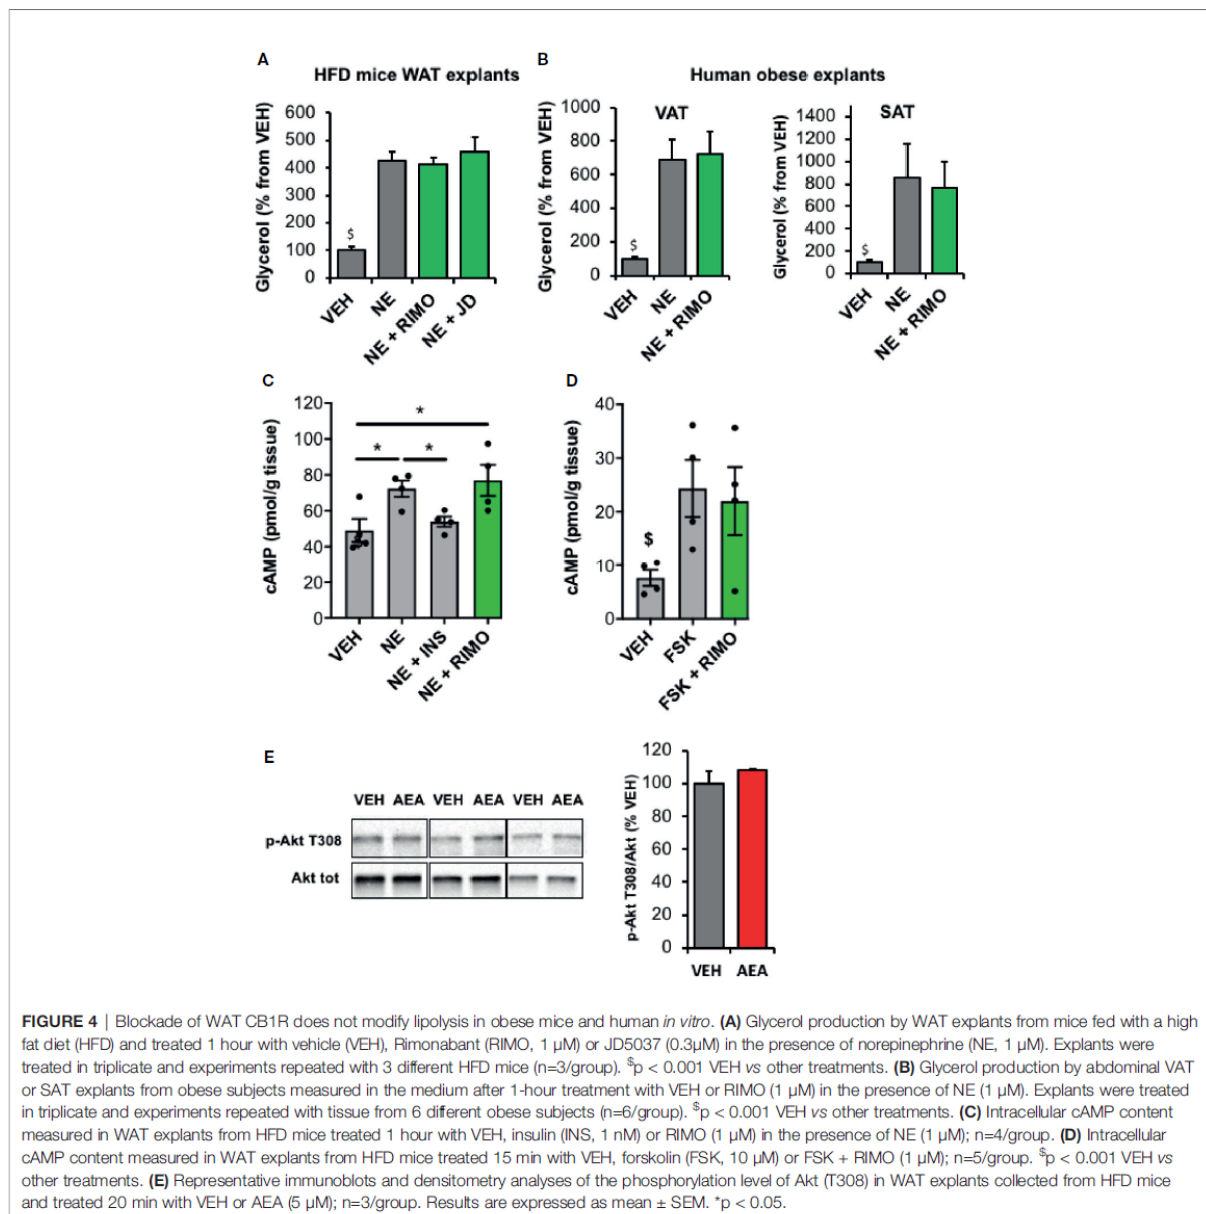 A
HFD mice WAT explants
Glycerol (% from VEH)
600
500
400
300
200
100
0
$
VEH
NE
NE + RIMO
NE + JD
B
Human obese explants
VAT
Glycerol (% from VEH)
1000
800
600
400
200
0
$
VEH
NE
NE + RIMO
SAT
Glycerol (% from VEH)
1400
1200
1000
800
600
400
200
0
$
VEH
NE
NE + RIMO
C
cAMP (pmol/g tissue)
120
100
80
60
40
20
0
*
*
*
VEH
NE
NE + INS
NE + RIMO
D
cAMP (pmol/g tissue)
40
30
20
10
0
$
VEH
FSK
FSK + RIMO
E
VEH AEA VEH AEA VEH AEA
p-Akt T308
Akt tot
p-Akt T308/Akt (% VEH)
120
100
80
60
40
20
0
VEH AEA
FIGURE 4 | Blockade of WAT CB1R does not modify lipolysis in obese mice and human in vitro. (A) Glycerol production by WAT explants from mice fed with a high
fat diet (HFD) and treated 1 hour with vehicle (VEH), Rimonabant (RIMO, 1 µM) or JD5037 (0.3µM) in the presence of norepinephrine (NE, 1 µM). Explants were
treated in triplicate and experiments repeated with 3 different HFD mice (n=3/group). $p < 0.001 VEH vs other treatments. (B) Glycerol production by abdominal VAT
or SAT explants from obese subjects measured in the medium after 1-hour treatment with VEH or RIMO (1 µM) in the presence of NE (1 µM). Explants were treated
in triplicate and experiments repeated with tissue from 6 different obese subjects (n=6/group). $p < 0.001 VEH vs other treatments. (C) Intracellular cAMP content
measured in WAT explants from HFD mice treated 1 hour with VEH, insulin (INS, 1 nM) or RIMO (1 µM) in the presence of NE (1 µM); n=4/group. (D) Intracellular
cAMP content measured in WAT explants from HFD mice treated 15 min with VEH, forskolin (FSK, 10 µM) or FSK + RIMO (1 µM); n=5/group. $p < 0.001 VEH vs
other treatments. (E) Representative immunoblots and densitometry analyses of the phosphorylation level of Akt (T308) in WAT explants collected from HFD mice
and treated 20 min with VEH or AEA (5 µM); n=3/group. Results are expressed as mean ± SEM. *p < 0.05.